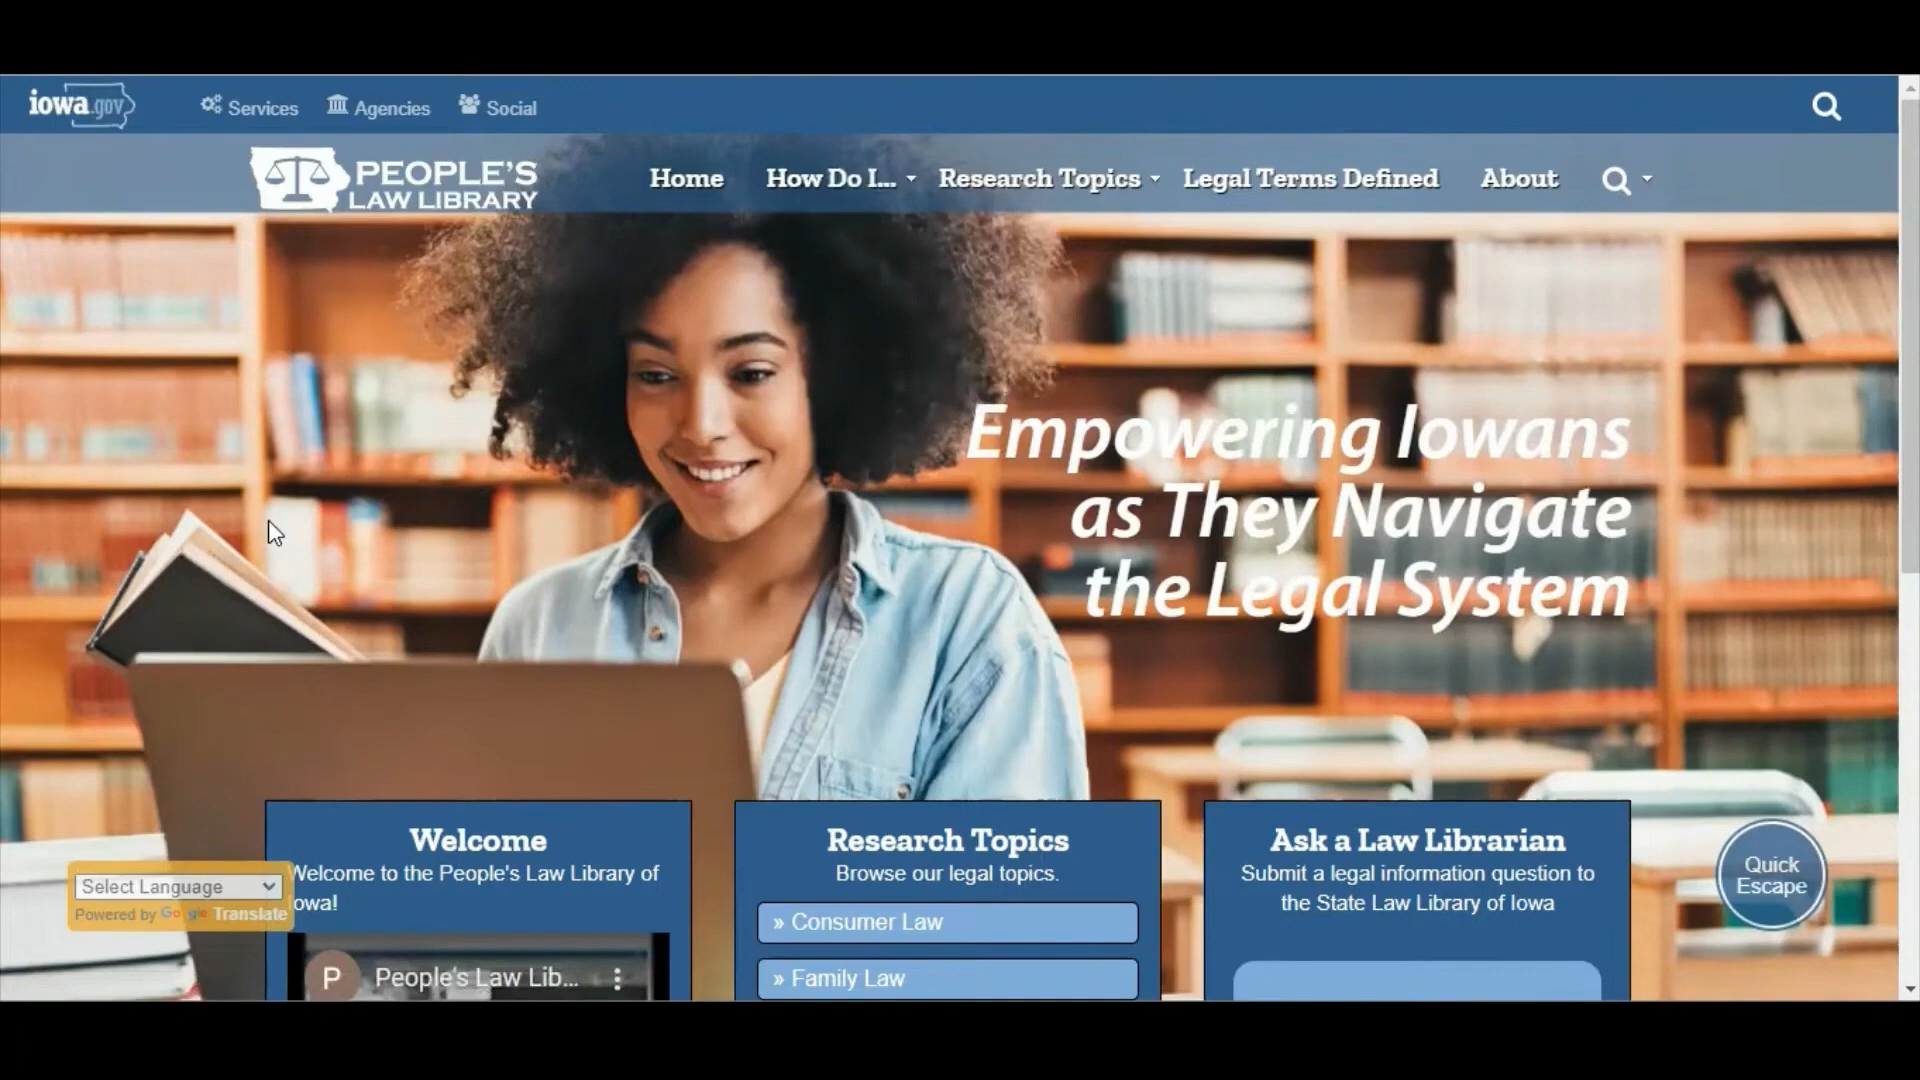 iowa.gov
Services
Agencies
Social
PEOPLE'S
LAW LIBRARY
Home
How Do I...
Research Topics
Legal Terms Defined
About
Empowering Iowans
as They Navigate
the Legal System
Welcome
Welcome to the People's Law Library of
Iowa!
P
People's Law Lib...
Research Topics
Browse our legal topics.
» Consumer Law
» Family Law
Ask a Law Librarian
Submit a legal information question to
the State Law Library of Iowa
Select Language
Powered by Google Translate
Quick
Escape